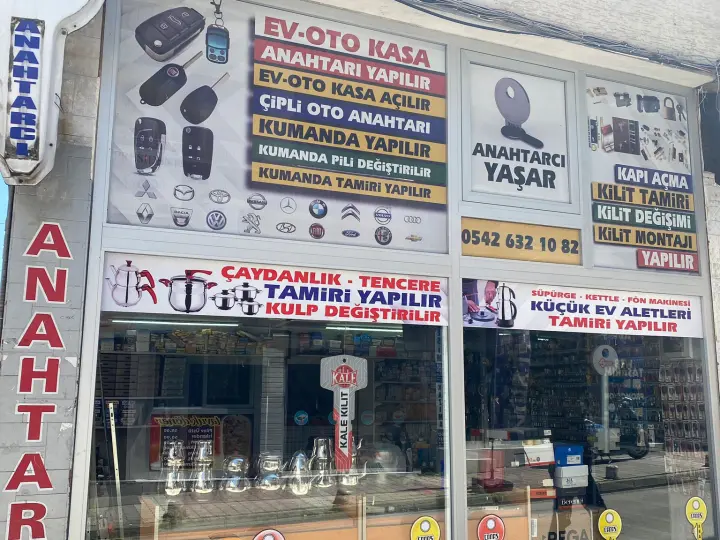 ANAHTARCI
ANAHTAR
EV-OTO KASA
ANAHTARI YAPILIR
EV-OTO KASA AÇILIR
ÇİPLİ OTO ANAHTARI
KUMANDA YAPILIR
KUMANDA PİLİ DEĞİŞTİRİLİR
KUMANDA TAMİRİ YAPILIR
ANAHTARCI
YAŞAR
0542 632 10 82
KAPI AÇMA
KİLİT TAMİRİ
KİLİT DEĞİŞİMİ
KİLİT MONTAJI
YAPILIR
ÇAYDANLIK - TENCERE
TAMİRİ YAPILIR
KULP DEĞİŞTİRİLİR
SÜPÜRGE - KETTLE - FÖN MAKİNESİ
KÜÇÜK EV ALETLERİ
TAMİRİ YAPILIR
KALE
KALE KİLİT